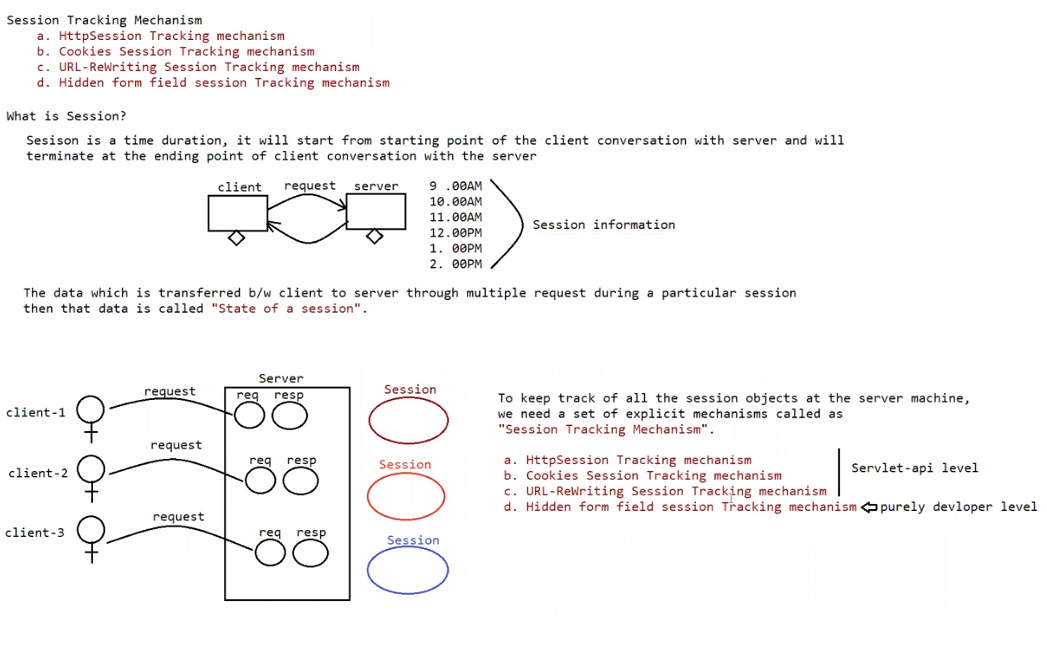 Session Tracking Mechanism
a. HttpSession Tracking mechanism
b. Cookies Session Tracking mechanism
c. URL-ReWriting Session Tracking mechanism
d. Hidden form field session Tracking mechanism
What is Session?
Sesison is a time duration, it will start from starting point of the client conversation with server and will
terminate at the ending point of client conversation with the server
client request server
9 .00AM
10.00AM
11.00AM
12.00PM
1. 00PM
2. 00PM
Session information
The data which is transferred b/w client to server through multiple request during a particular session
then that data is called "State of a session".
Server
client-1
request
req resp
Session
client-2
request
req resp
Session
client-3
request
req resp
Session
To keep track of all the session objects at the server machine,
we need a set of explicit mechanisms called as
"Session Tracking Mechanism".
a. HttpSession Tracking mechanism
b. Cookies Session Tracking mechanism
c. URL-ReWriting Session Tracking mechanism
Servlet-api level
d. Hidden form field session Tracking mechanism
purely devloper level